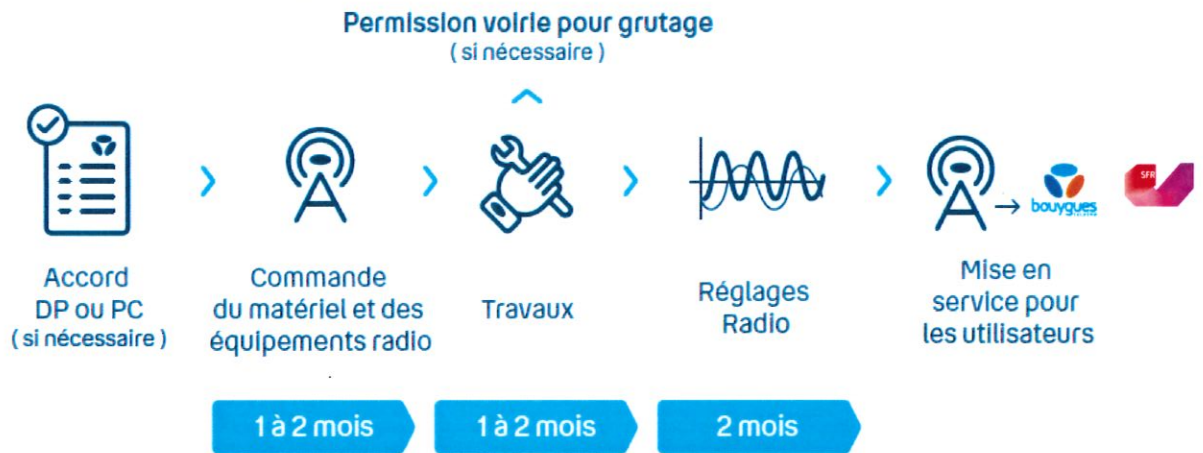 Permission voirie pour grutage
( si nécessaire )
Accord
DP ou PC
( si nécessaire )
Commande
du matériel et des
équipements radio
Travaux
Réglages
Radio
bouygues
SFR
Mise en
service pour
les utilisateurs
1 à 2 mois
1 à 2 mois
2 mois